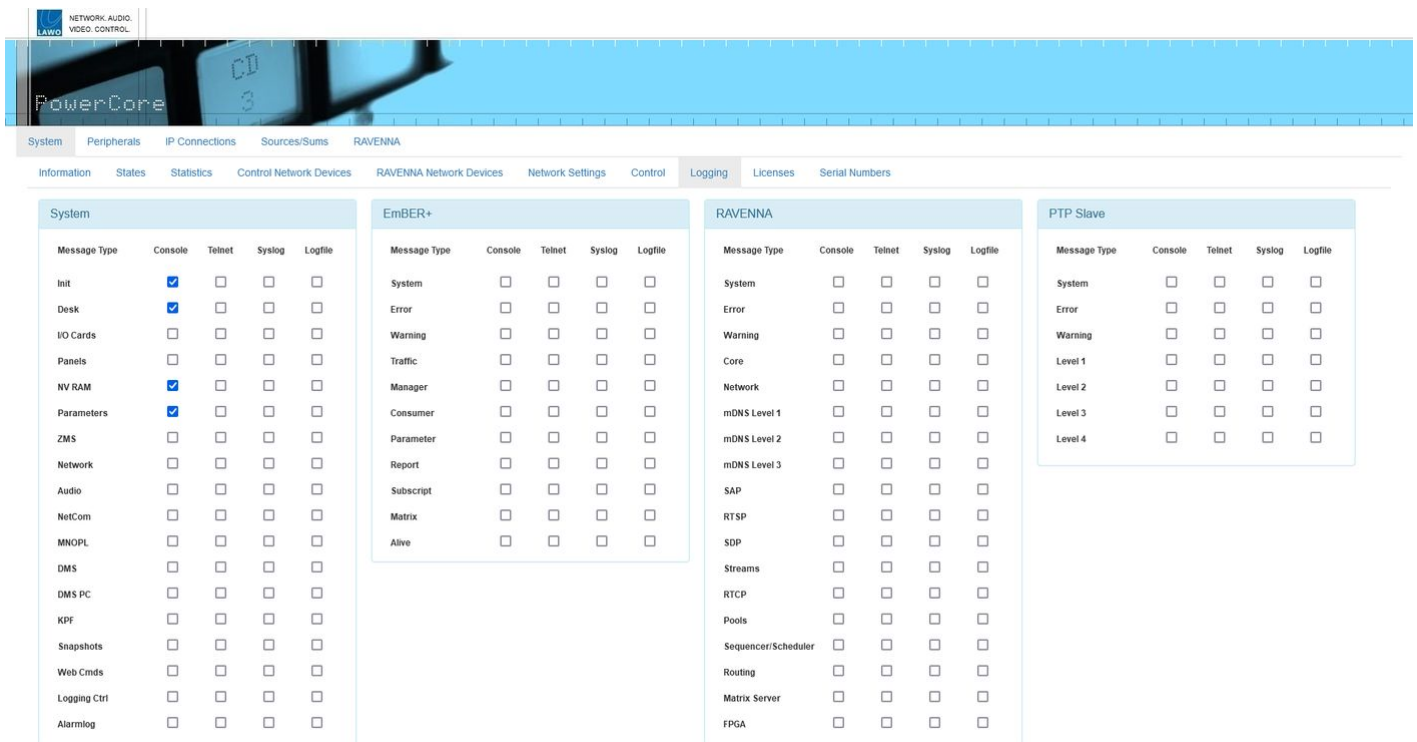 NETWORK. AUDIO.
VIDEO. CONTROL.
LAWO
CD
3
PowerCore
System Peripherals IP Connections Sources/Sums RAVENNA
Information States Statistics Control Network Devices RAVENNA Network Devices Network Settings Control Logging Licenses Serial Numbers
System
Message Type Console Telnet Syslog Logfile
Init
Desk
I/O Cards
Panels
NV RAM
Parameters
ZMS
Network
Audio
NetCom
MNOPL
DMS
DMS PC
KPF
Snapshots
Web Cmds
Logging Ctrl
Alarmlog
EmBER+
Message Type Console Telnet Syslog Logfile
System
Error
Warning
Traffic
Manager
Consumer
Parameter
Report
Subscript
Matrix
Alive
RAVENNA
Message Type Console Telnet Syslog Logfile
System
Error
Warning
Core
Network
mDNS Level 1
mDNS Level 2
mDNS Level 3
SAP
RTSP
SDP
Streams
RTCP
Pools
Sequencer/Scheduler
Routing
Matrix Server
FPGA
PTP Slave
Message Type Console Telnet Syslog Logfile
System
Error
Warning
Level 1
Level 2
Level 3
Level 4